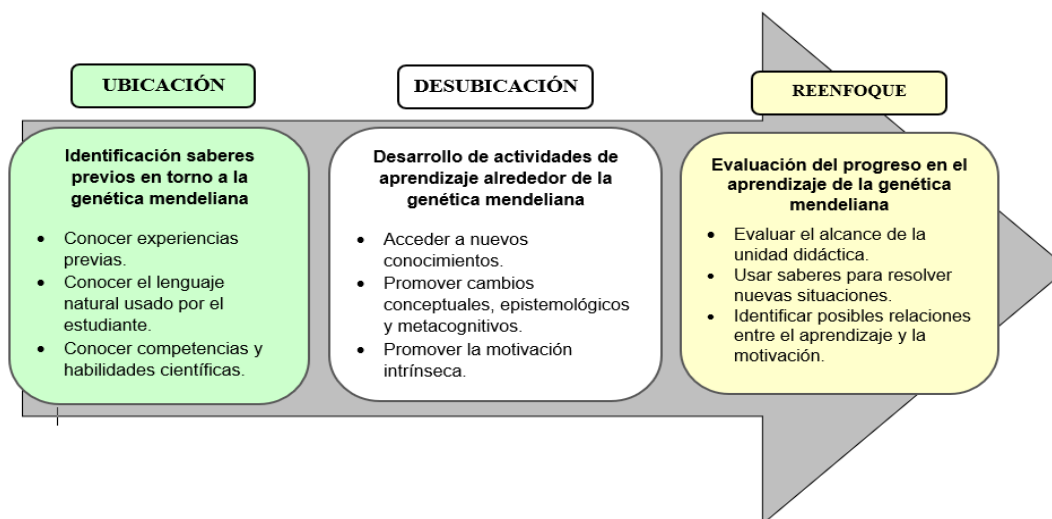 UBICACIÓN
Identificación saberes
previos en torno a la
genética mendeliana
• Conocer experiencias
previas.
• Conocer el lenguaje
natural usado por el
estudiante.
• Conocer competencias y
habilidades científicas.
DESUBICACIÓN
Desarrollo de actividades de
aprendizaje alrededor de la
genética mendeliana
• Acceder a nuevos
conocimientos.
• Promover cambios
conceptuales, epistemológicos
y metacognitivos.
• Promover la motivación
intrínseca.
REENFOQUE
Evaluación del progreso en el
aprendizaje de la genética
mendeliana
• Evaluar el alcance de la
unidad didáctica.
• Usar saberes para resolver
nuevas situaciones.
• Identificar posibles relaciones
entre el aprendizaje y la
motivación.